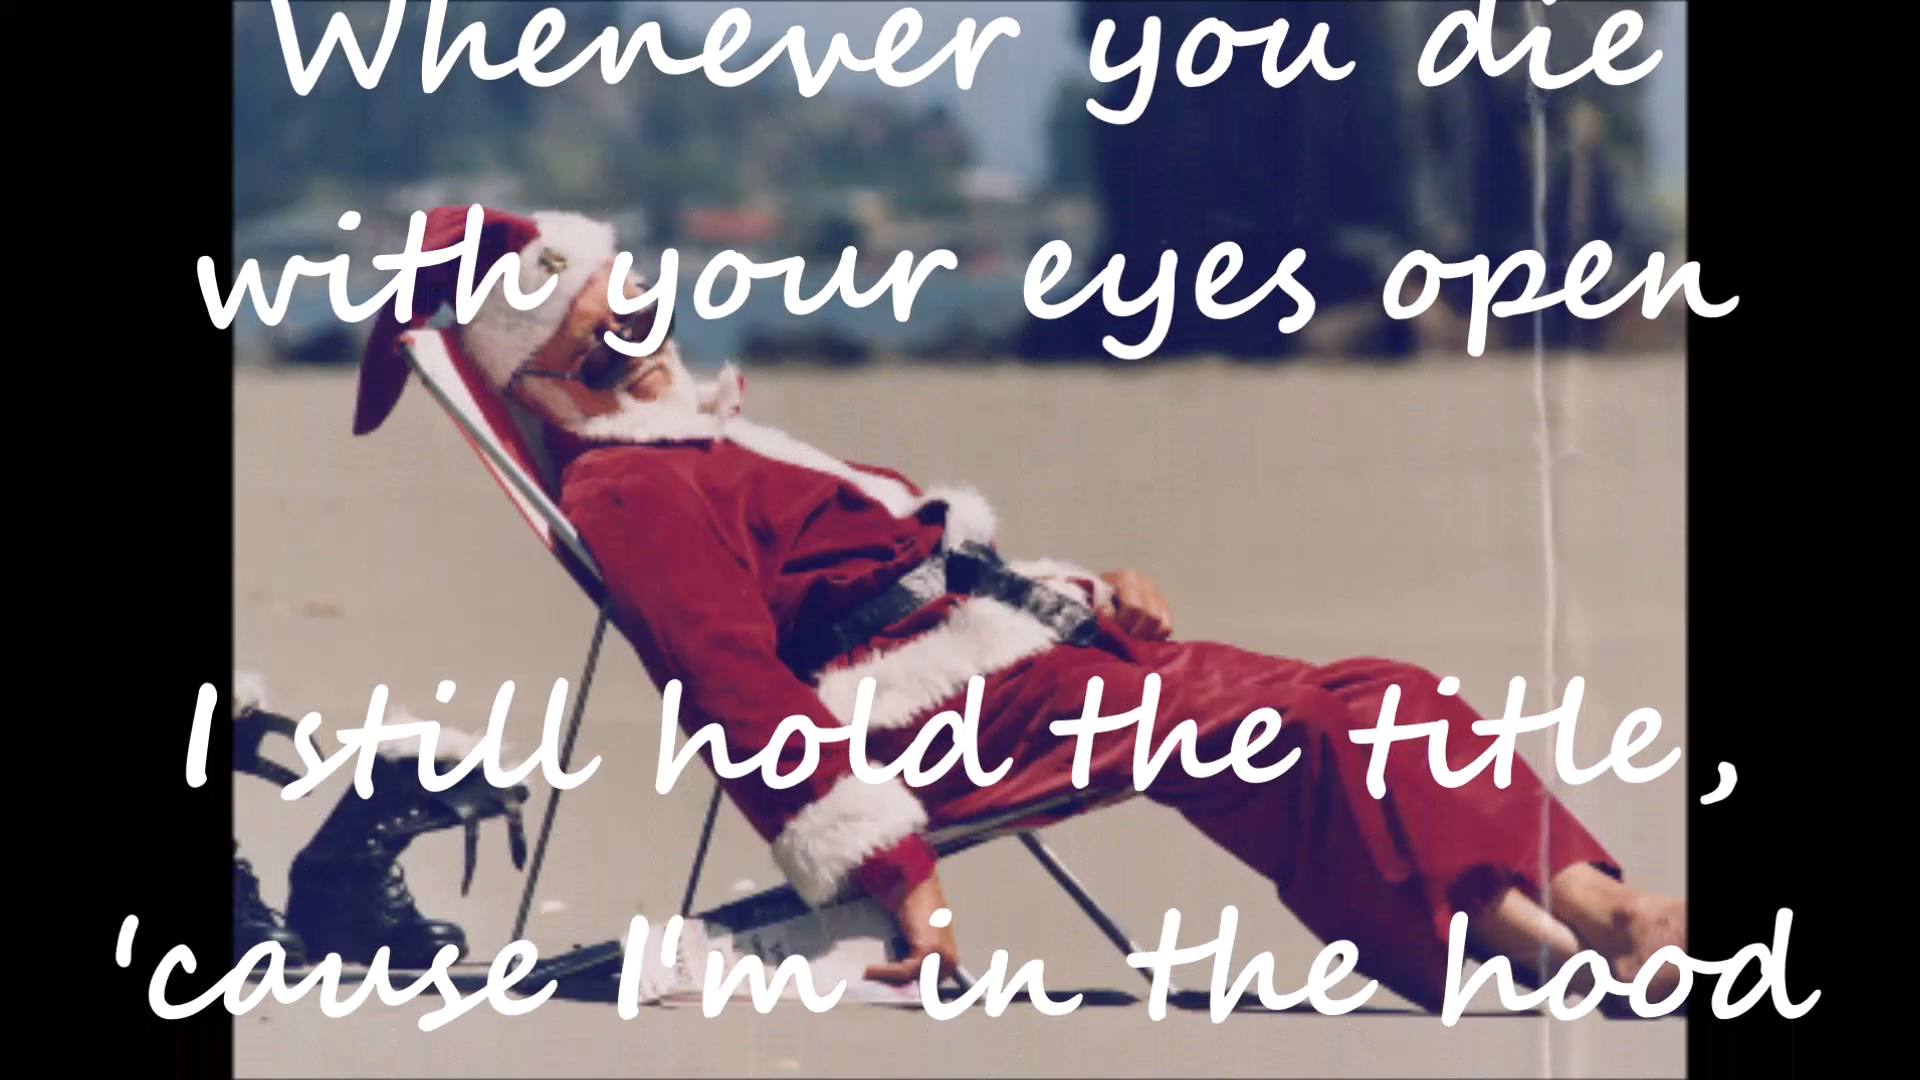 Whenever you die
with your eyes open
I still hold the title,
'cause I'm in the hood